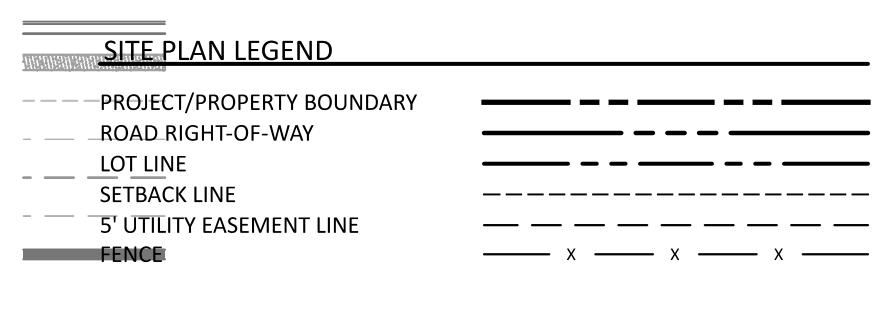 SITE PLAN LEGEND
PROJECT/PROPERTY BOUNDARY
ROAD RIGHT-OF-WAY
LOT LINE
SETBACK LINE
5' UTILITY EASEMENT LINE
FENCE X X X